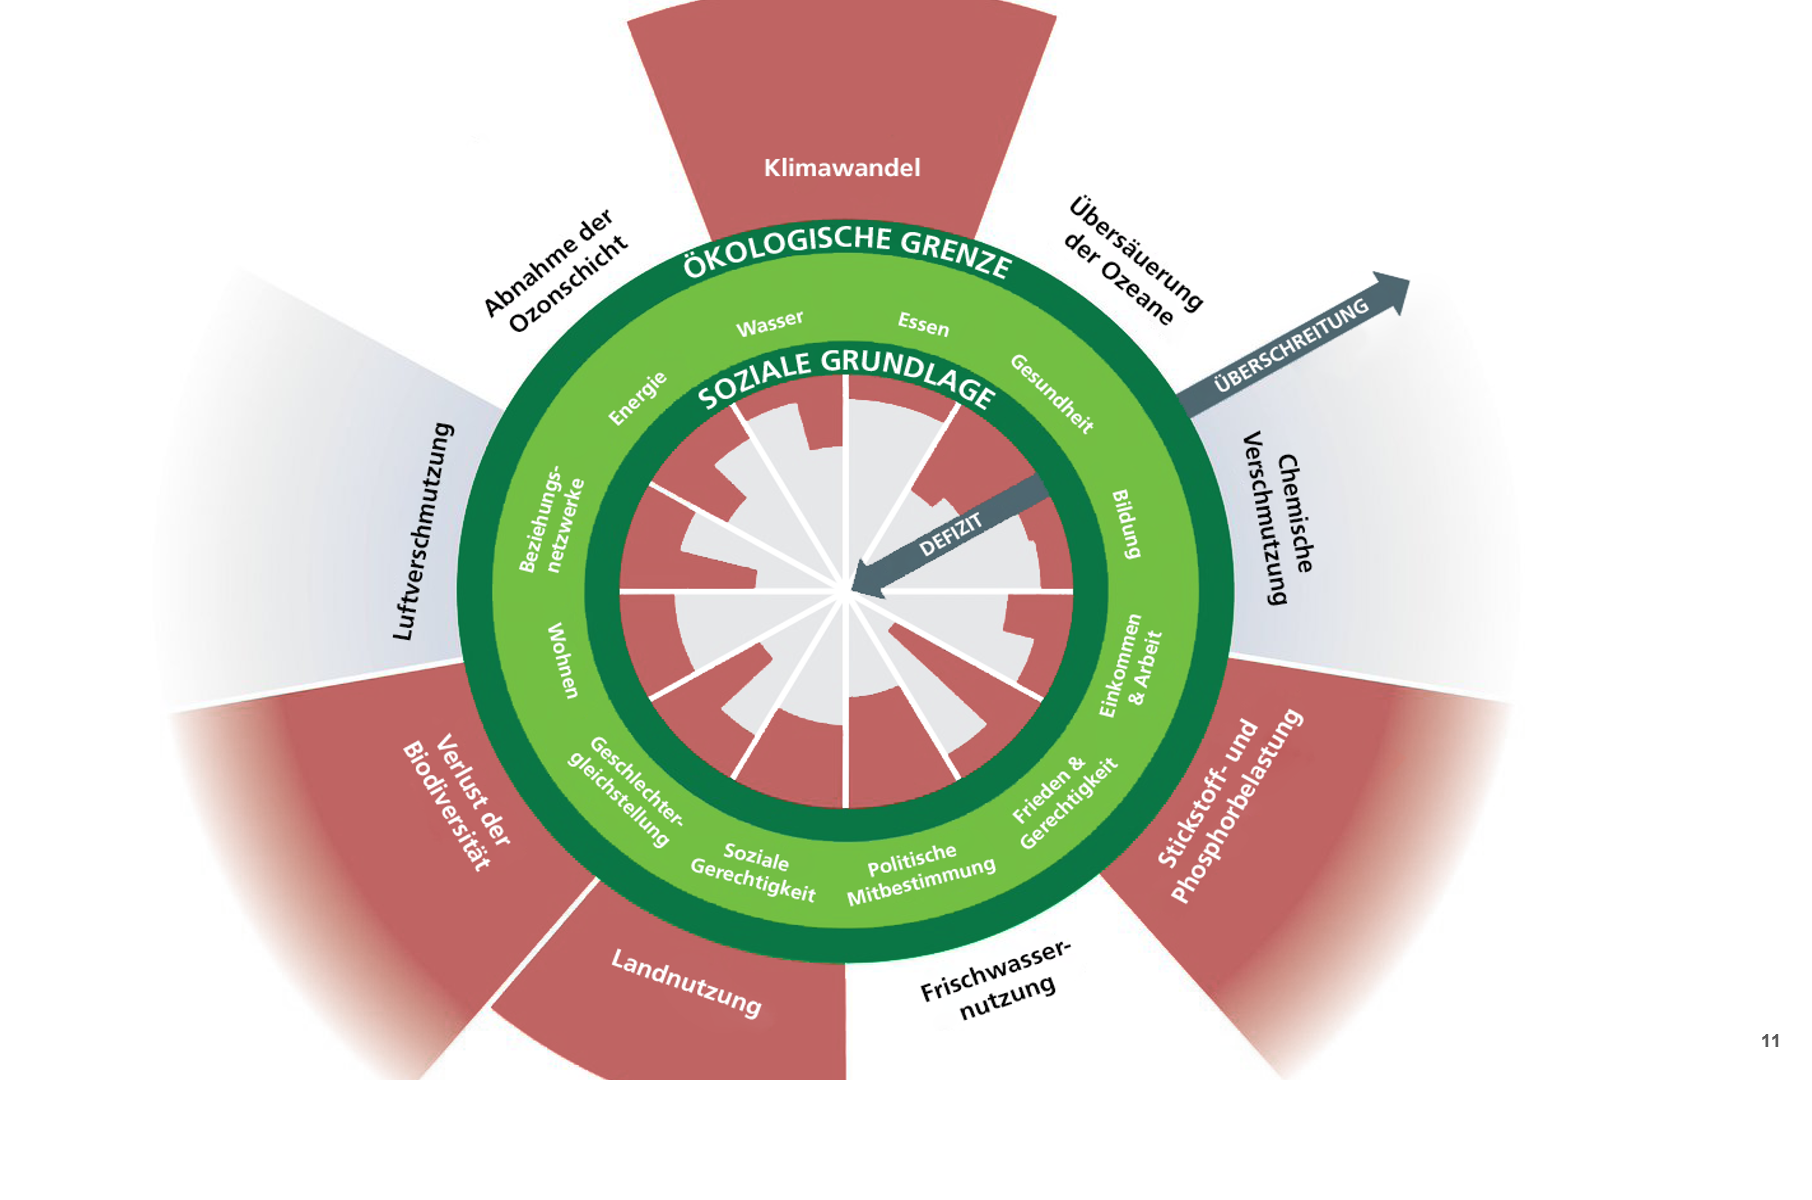 Klimawandel
Abnahme der
Ozonschicht
Übersäuerung
der Ozeane
ÖKOLOGISCHE GRENZE
ÜBERSCHREITUNG
Wasser
Essen
Energie
SOZIALE GRUNDLAGE
Gesundheit
Beziehungs-
netzwerke
DEFIZIT
Bildung
Luftverschmutzung
Chemische
Verschmutzung
Wohnen
Einkommen
& Arbeit
Geschlechter-
gleichstellung
Frieden &
Gerechtigkeit
Verlust der
Biodiversität
Stickstoff- und
Phosphorbelastung
Soziale
Gerechtigkeit
Politische
Mitbestimmung
Landnutzung
Frischwasser-
nutzung
11